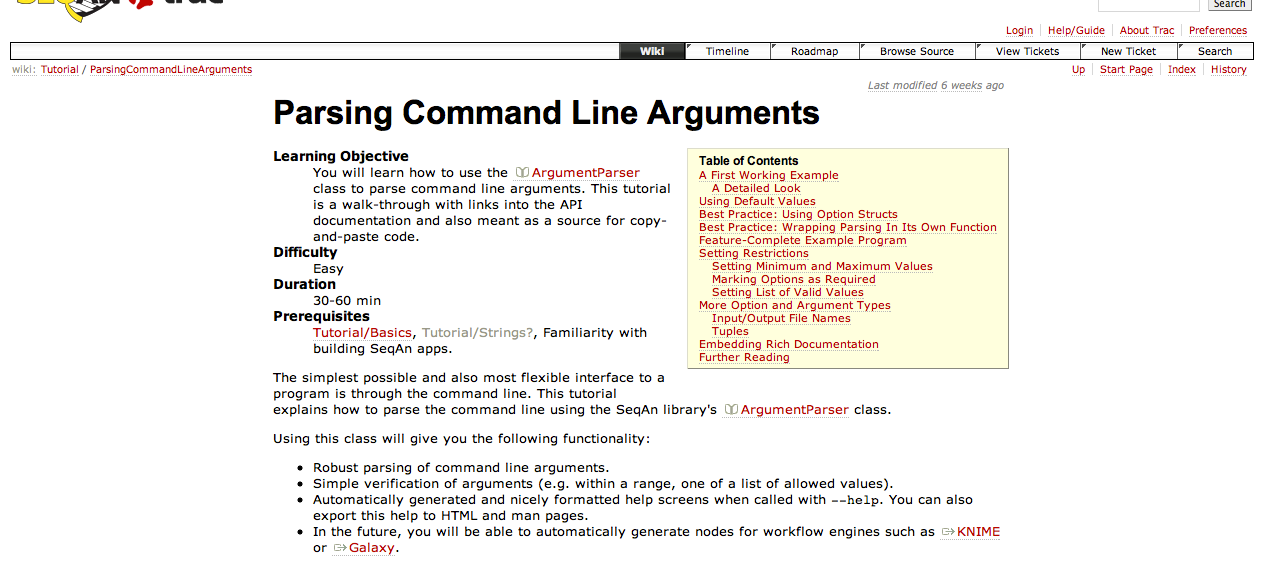 Search
Login Help/Guide About Trac Preferences
Wiki Timeline Roadmap Browse Source View Tickets New Ticket Search
wiki: Tutorial / ParsingCommandLineArguments
Up Start Page Index History
Last modified 6 weeks ago
Parsing Command Line Arguments
Learning Objective
You will learn how to use the ArgumentParser
class to parse command line arguments. This tutorial
is a walk-through with links into the API
documentation and also meant as a source for copy-
and-paste code.
Difficulty
Easy
Duration
30-60 min
Prerequisites
Tutorial/Basics, Tutorial/Strings?, Familiarity with
building SeqAn apps.
Table of Contents
A First Working Example
A Detailed Look
Using Default Values
Best Practice: Using Option Structs
Best Practice: Wrapping Parsing In Its Own Function
Feature-Complete Example Program
Setting Restrictions
Setting Minimum and Maximum Values
Marking Options as Required
Setting List of Valid Values
More Option and Argument Types
Input/Output File Names
Tuples
Embedding Rich Documentation
Further Reading
The simplest possible and also most flexible interface to a
program is through the command line. This tutorial
explains how to parse the command line using the SeqAn library's ArgumentParser class.
Using this class will give you the following functionality:
• Robust parsing of command line arguments.
• Simple verification of arguments (e.g. within a range, one of a list of allowed values).
• Automatically generated and nicely formatted help screens when called with --help. You can also
export this help to HTML and man pages.
• In the future, you will be able to automatically generate nodes for workflow engines such as KNIME
or Galaxy.